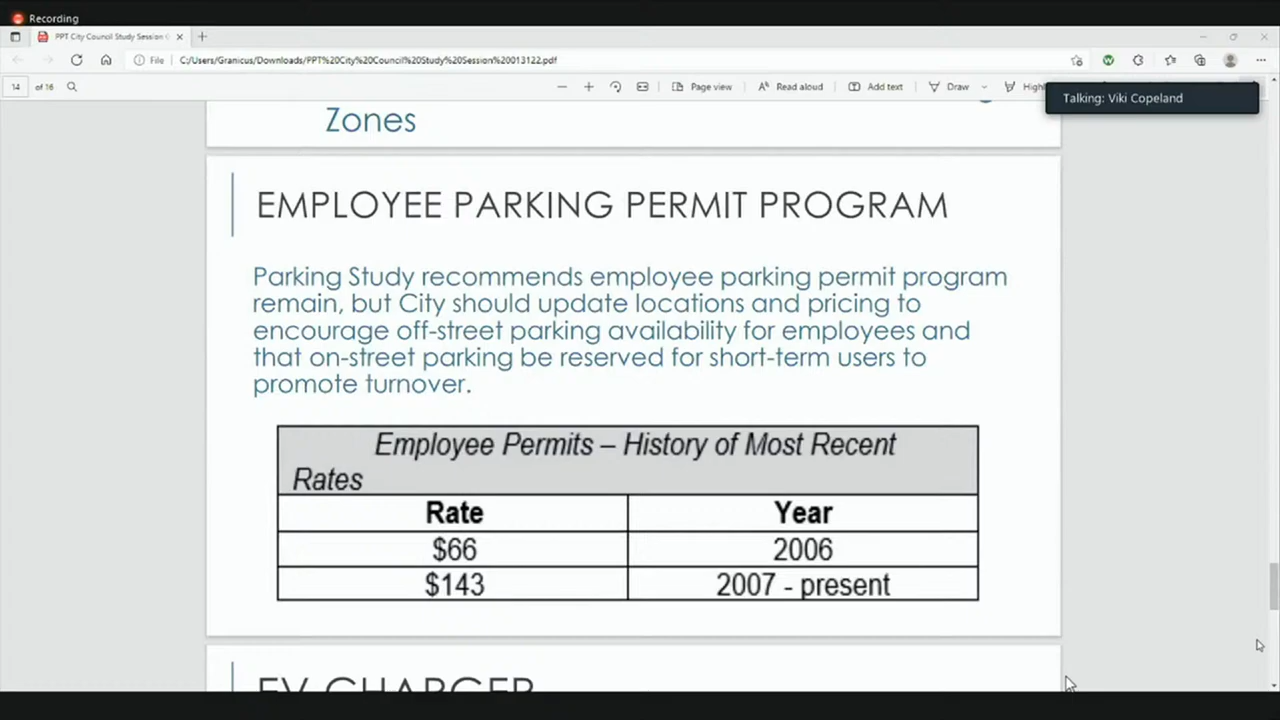 Recording
PPT City Council Study Session
File
C:/Users/Granicus/Downloads/PPT%20City%20Council%20Study%20Session%20013122.pdf
14 of 16
Page view
Read aloud
Add text
Draw
Talking: Viki Copeland
Zones
EMPLOYEE PARKING PERMIT PROGRAM
Parking Study recommends employee parking permit program
remain, but City should update locations and pricing to
encourage off-street parking availability for employees and
that on-street parking be reserved for short-term users to
promote turnover.
Employee Permits – History of Most Recent
Rates
Rate Year
$66 2006
$143 2007 - present
EV CHARGER